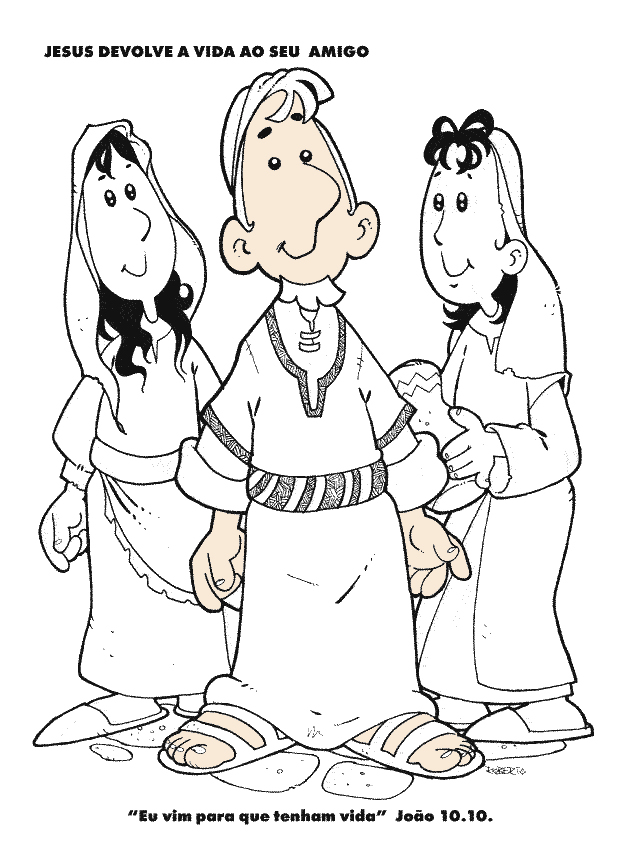 JESUS DEVOLVE A VIDA AO SEU AMIGO
“Eu vim para que tenham vida” João 10.10.